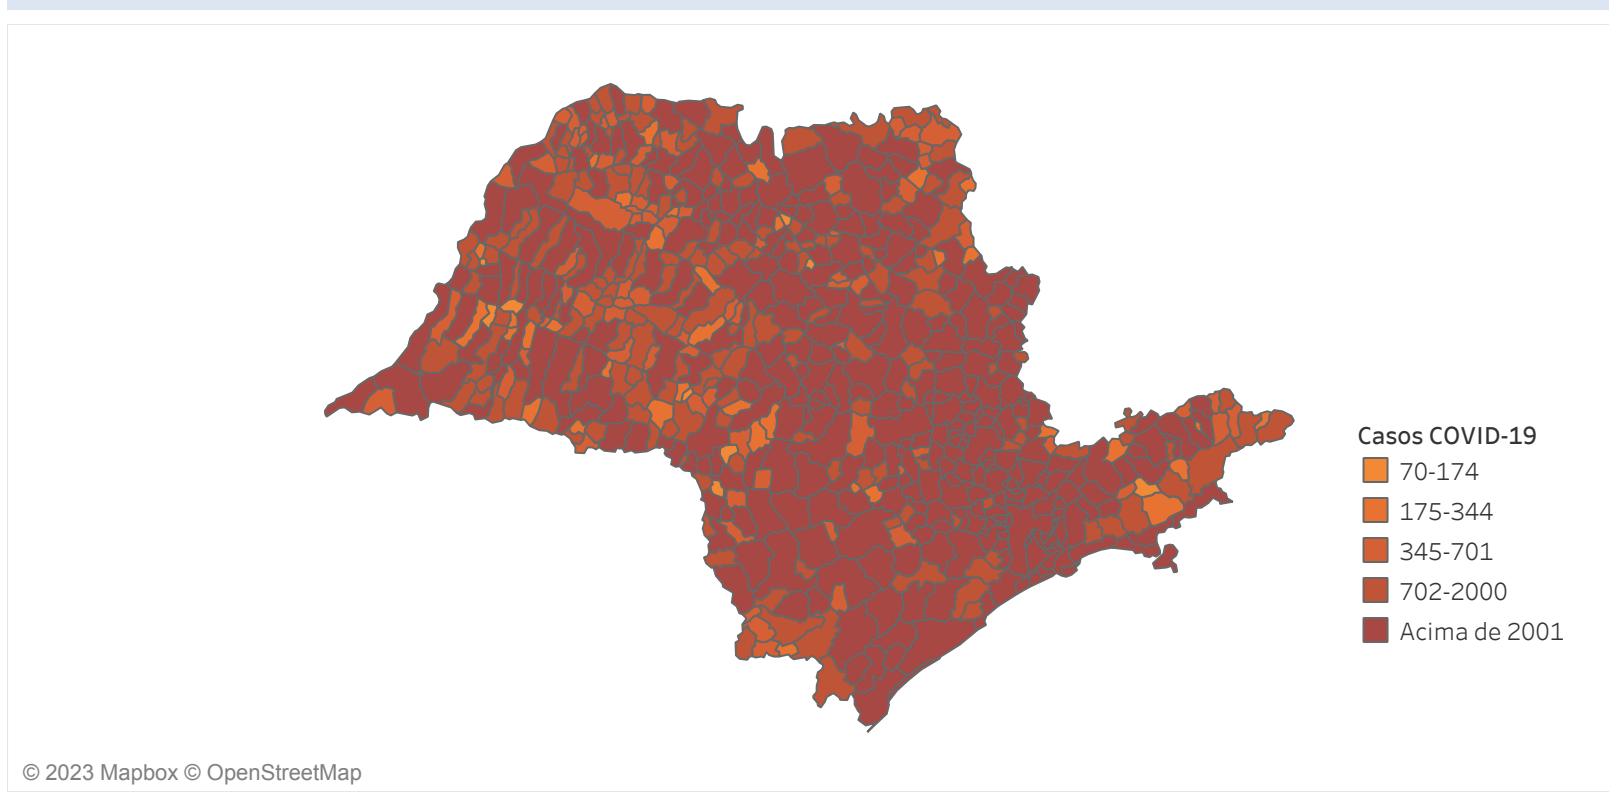 Casos COVID-19
70-174
175-344
345-701
702-2000
Acima de 2001
© 2023 Mapbox © OpenStreetMap